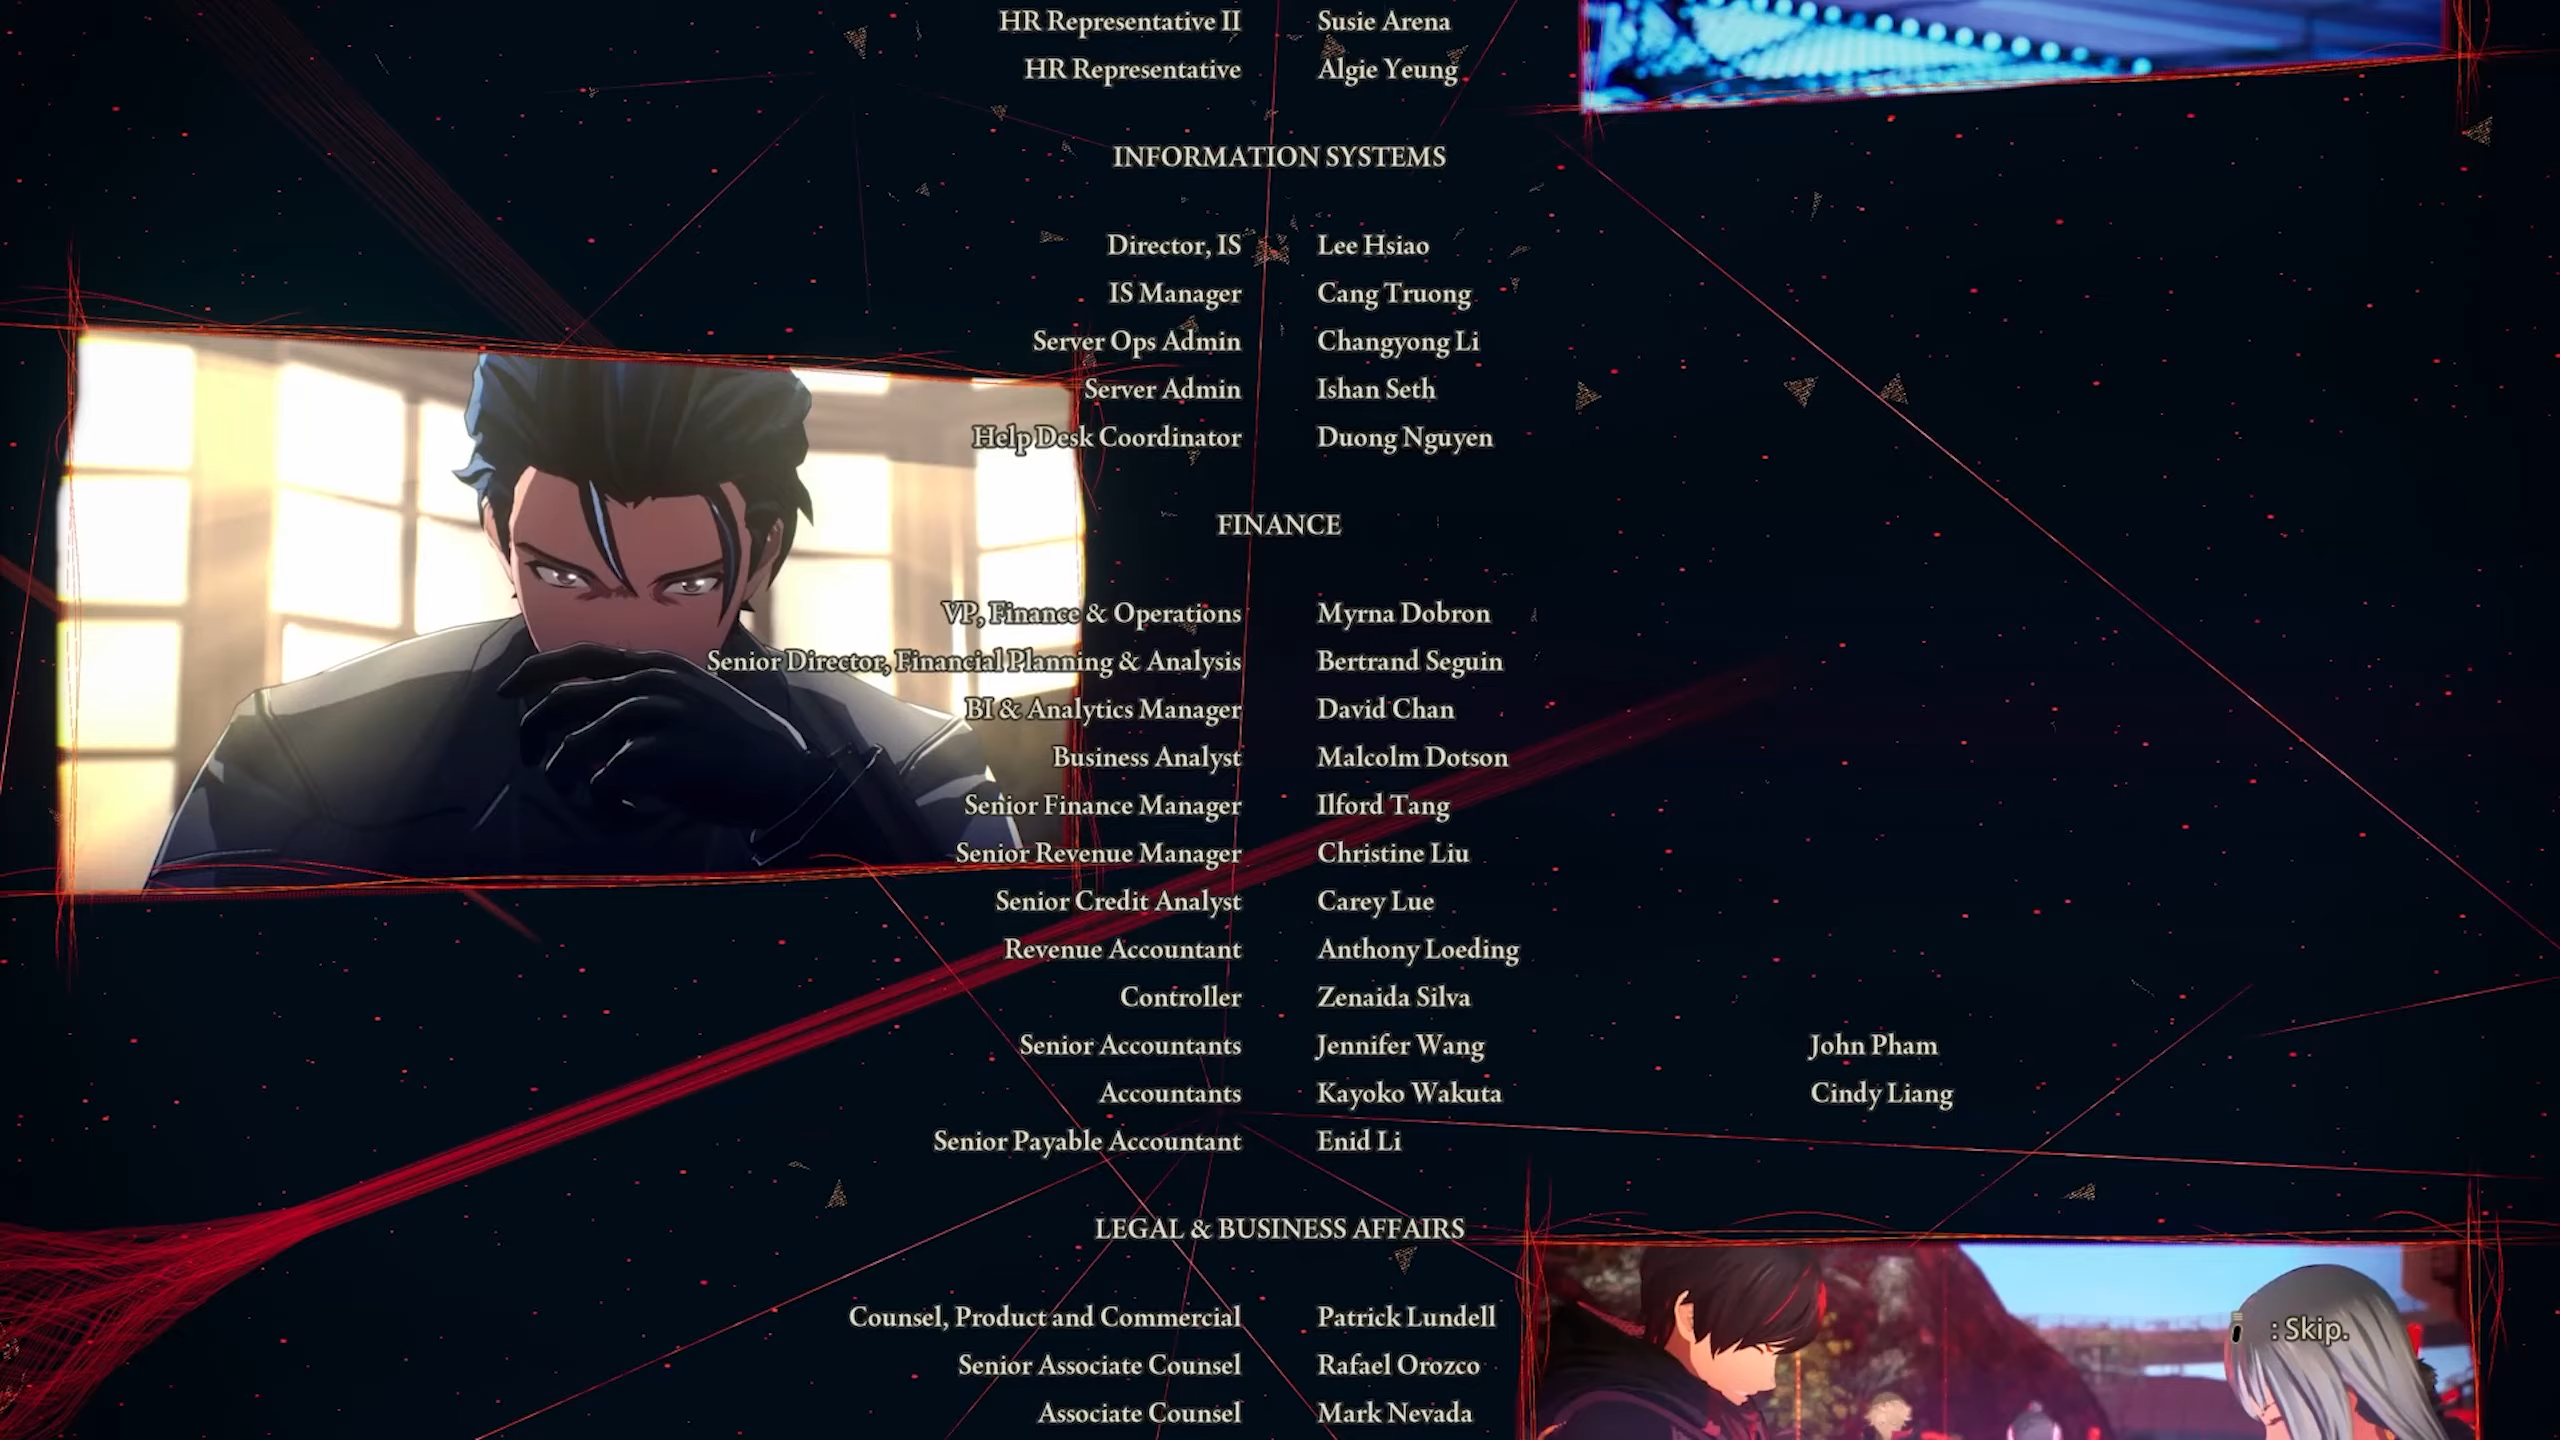 HR Representative II Susie Arena
HR Representative Algie Yeung
INFORMATION SYSTEMS
Director, IS Lee Hsiao
IS Manager Cang Truong
Server Ops Admin Changyong Li
Server Admin Ishan Seth
Help Desk Coordinator Duong Nguyen
FINANCE
VP, Finance & Operations Myrna Dobron
Senior Director, Financial Planning & Analysis Bertrand Seguin
BI & Analytics Manager David Chan
Business Analyst Malcolm Dotson
Senior Finance Manager Ilford Tang
Senior Revenue Manager Christine Liu
Senior Credit Analyst Carey Lue
Revenue Accountant Anthony Loeding
Controller Zenaida Silva
Senior Accountants Jennifer Wang John Pham
Accountants Kayoko Wakuta Cindy Liang
Senior Payable Accountant Enid Li
LEGAL & BUSINESS AFFAIRS
Counsel, Product and Commercial Patrick Lundell
: Skip.
Senior Associate Counsel Rafael Orozco
Associate Counsel Mark Nevada